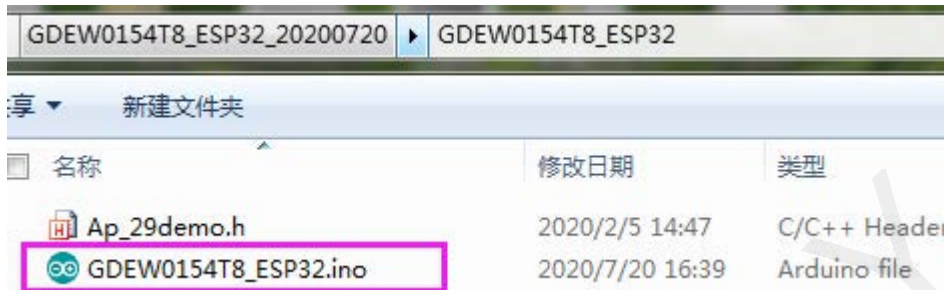 GDEW0154T8_ESP32_20200720 GDEW0154T8_ESP32
享 新建文件夹
名称 修改日期 类型
Ap_29demo.h 2020/2/5 14:47 C/C++ Header
GDEW0154T8_ESP32.ino 2020/7/20 16:39 Arduino file